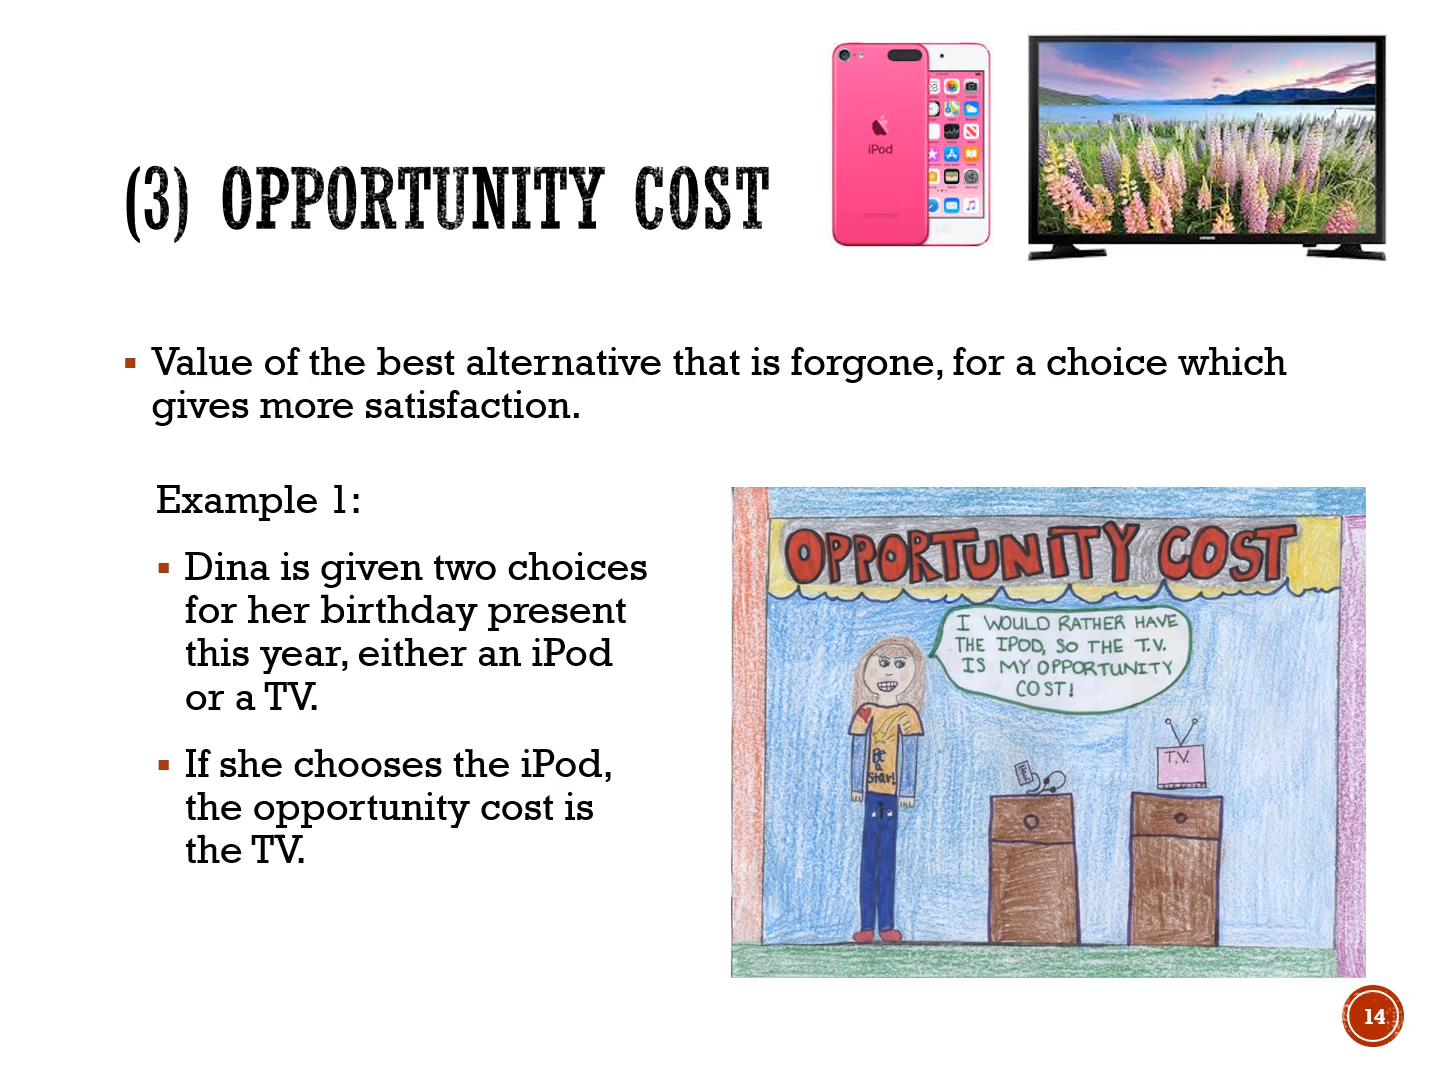 iPod
SAMSUNG
(3) OPPORTUNITY COST
Value of the best alternative that is forgone, for a choice which
gives more satisfaction.
Example 1:
Dina is given two choices
for her birthday present
this year, either an iPod
or a TV.
If she chooses the iPod,
the opportunity cost is
the TV.
OPPORTUNITY COST
I WOULD RATHER HAVE
THE IPOD, SO THE T.V.
IS MY OPPORTUNITY
COST!
Be
a
star!
T.V.
14